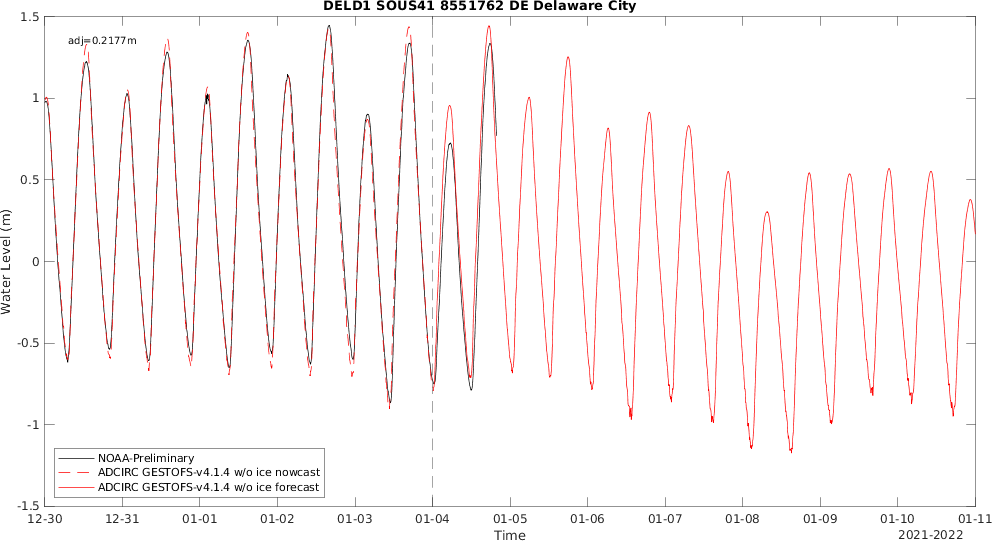 DELD1 SOUS41 8551762 DE Delaware City
adj=0.2177m
1.5
1
0.5
0
-0.5
-1
-1.5
Water Level (m)
NOAA-Preliminary
ADCIRC GESTOFS-v4.1.4 w/o ice nowcast
ADCIRC GESTOFS-v4.1.4 w/o ice forecast
12-30 12-31 01-01 01-02 01-03 01-04 01-05 01-06 01-07 01-08 01-09 01-10 01-11
Time
2021-2022